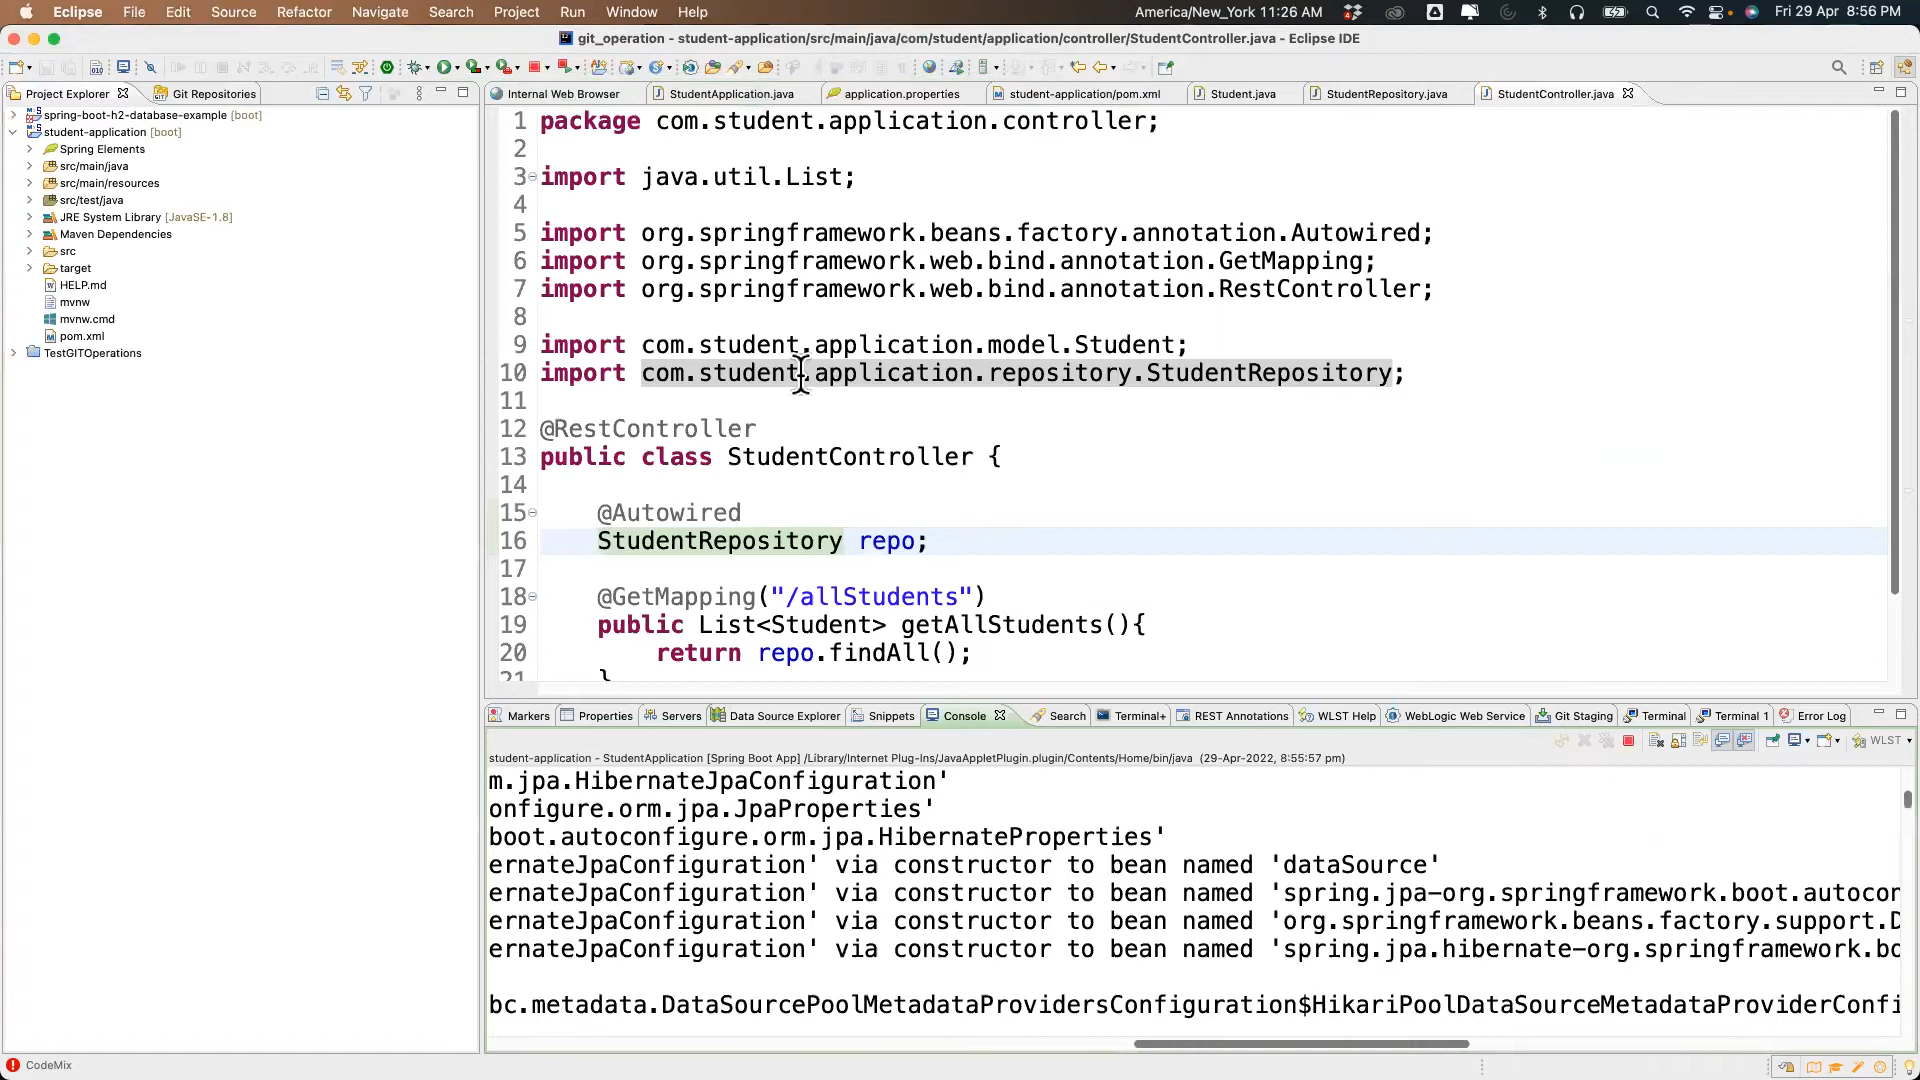 Eclipse File Edit Source Refactor Navigate Search Project Run Window Help America/New_York 11:26 AM Fri 29 Apr 8:56 PM
git_operation - student-application/src/main/java/com/student/application/controller/StudentController.java - Eclipse IDE
Project Explorer Git Repositories
spring-boot-h2-database-example [boot]
student-application [boot]
Spring Elements
src/main/java
src/main/resources
src/test/java
JRE System Library [JavaSE-1.8]
Maven Dependencies
src
target
HELP.md
mvnw
mvnw.cmd
pom.xml
TestGITOperations
Internal Web Browser StudentApplication.java application.properties student-application/pom.xml Student.java StudentRepository.java StudentController.java
1 package com.student.application.controller;
2
3 import java.util.List;
4
5 import org.springframework.beans.factory.annotation.Autowired;
6 import org.springframework.web.bind.annotation.GetMapping;
7 import org.springframework.web.bind.annotation.RestController;
8
9 import com.student.application.model.Student;
10 import com.student.application.repository.StudentRepository;
11
12 @RestController
13 public class StudentController {
14
15 @Autowired
16 StudentRepository repo;
17
18 @GetMapping("/allStudents")
19 public List<Student> getAllStudents(){
20 return repo.findAll();
21 }
Markers Properties Servers Data Source Explorer Snippets Console Search Terminal+ REST Annotations WLST Help WebLogic Web Service Git Staging Terminal Terminal 1 Error Log
WLST
student-application - StudentApplication [Spring Boot App] /Library/Internet Plug-Ins/JavaAppletPlugin.plugin/Contents/Home/bin/java (29-Apr-2022, 8:55:57 pm)
m.jpa.HibernateJpaConfiguration'
onfigure.orm.jpa.JpaProperties'
boot.autoconfigure.orm.jpa.HibernateProperties'
ernateJpaConfiguration' via constructor to bean named 'dataSource'
ernateJpaConfiguration' via constructor to bean named 'spring.jpa-org.springframework.boot.autocon
ernateJpaConfiguration' via constructor to bean named 'org.springframework.beans.factory.support.D
ernateJpaConfiguration' via constructor to bean named 'spring.jpa.hibernate-org.springframework.bo
bc.metadata.DataSourcePoolMetadataProvidersConfiguration$HikariPoolDataSourceMetadataProviderConfi
CodeMix